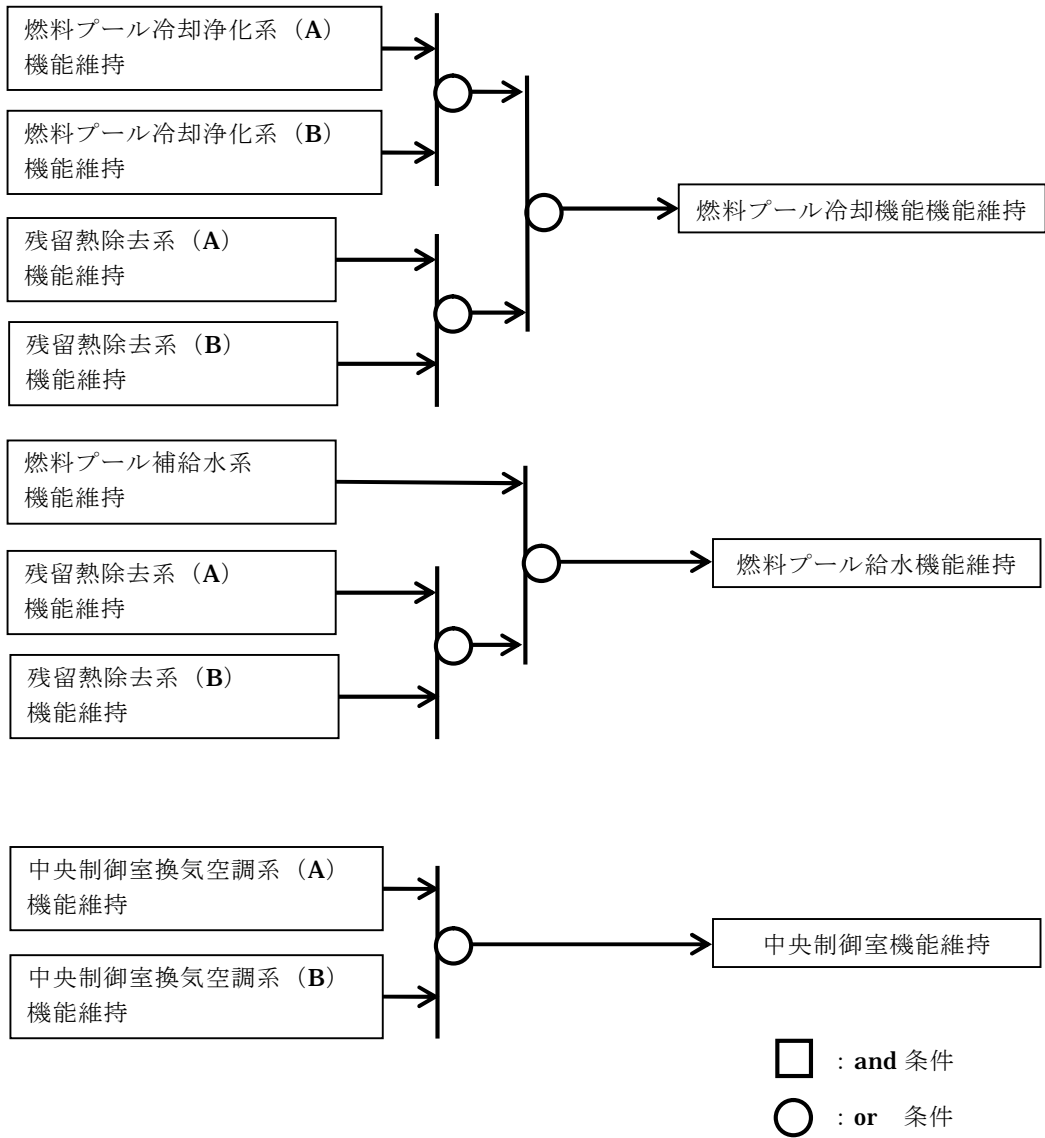 燃料プール冷却浄化系（A）
機能維持
燃料プール冷却浄化系（B）
機能維持
残留熱除去系（A）
機能維持
残留熱除去系（B）
機能維持
燃料プール冷却機能機能維持
燃料プール補給水系
機能維持
残留熱除去系（A）
機能維持
残留熱除去系（B）
機能維持
燃料プール給水機能維持
中央制御室換気空調系（A）
機能維持
中央制御室換気空調系（B）
機能維持
中央制御室機能維持
：and 条件
：or 条件